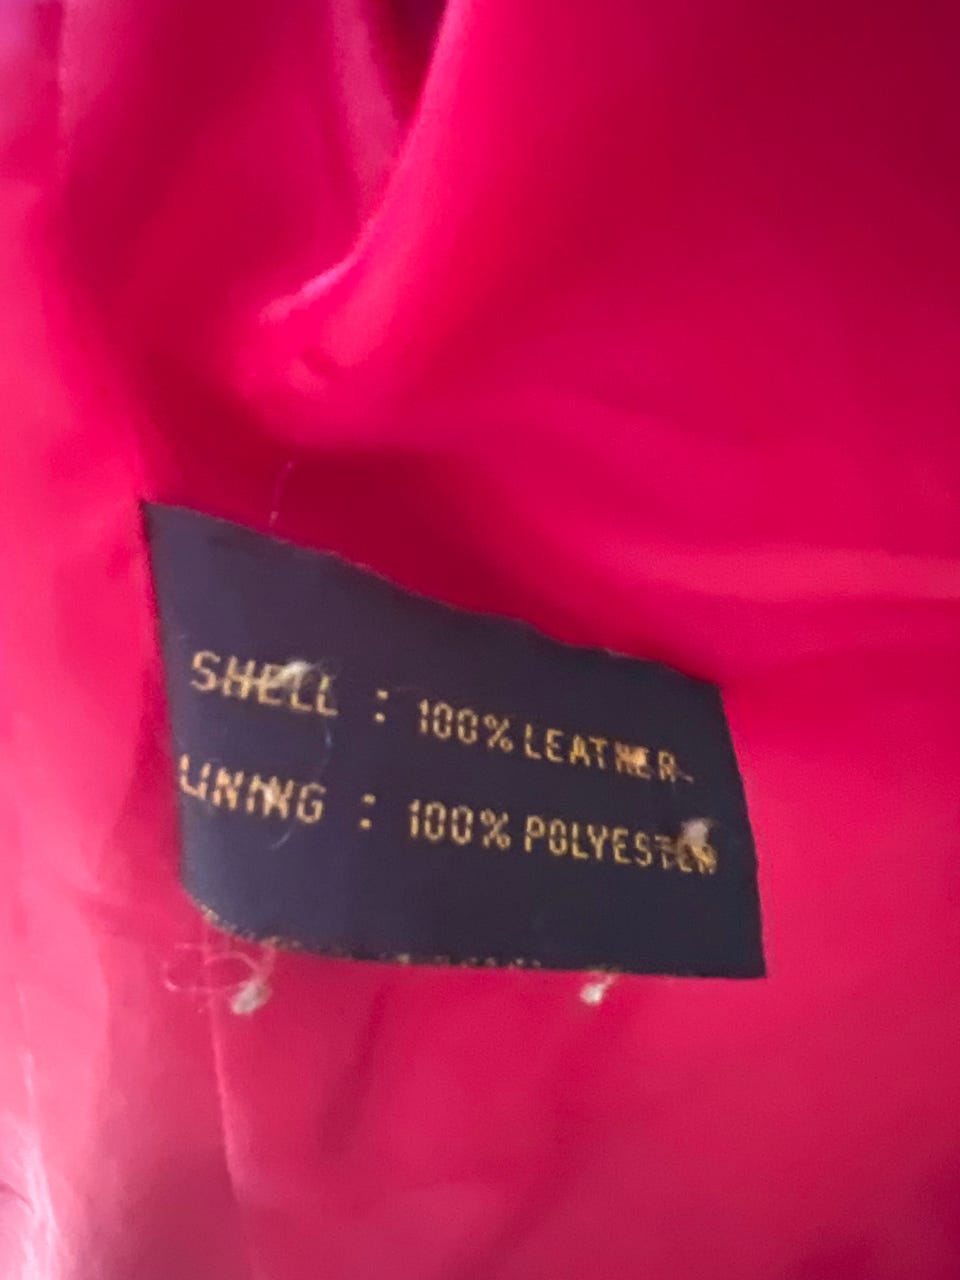 SHELL : 100% LEATHER
LINING : 100% POLYESTER